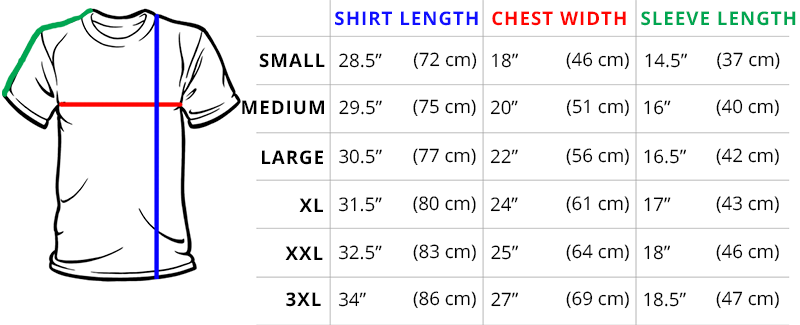 SHIRT LENGTH CHEST WIDTH SLEEVE LENGTH
SMALL 28.5” (72 cm) 18” (46 cm) 14.5” (37 cm)
MEDIUM 29.5” (75 cm) 20” (51 cm) 16” (40 cm)
LARGE 30.5” (77 cm) 22” (56 cm) 16.5” (42 cm)
XL 31.5” (80 cm) 24” (61 cm) 17” (43 cm)
XXL 32.5” (83 cm) 25” (64 cm) 18” (46 cm)
3XL 34” (86 cm) 27” (69 cm) 18.5” (47 cm)